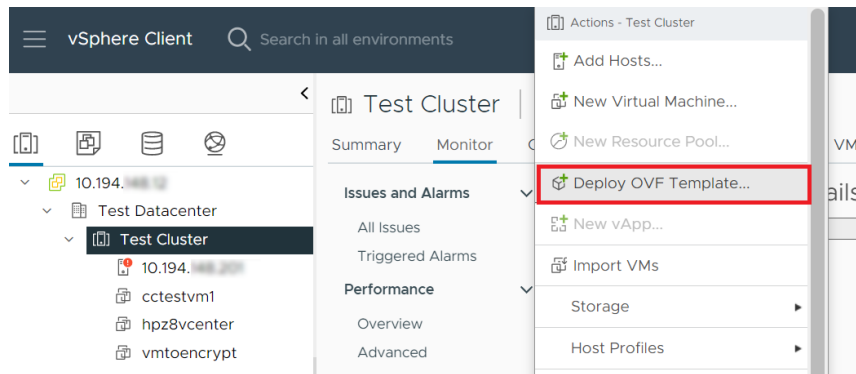 vSphere Client
Search in all environments
Test Cluster
Summary
Monitor
C
VM
ails
10.194.
Test Datacenter
Test Cluster
10.194.
cctestvm1
hpz8vcenter
vmtoencrypt
Issues and Alarms
All Issues
Triggered Alarms
Performance
Overview
Advanced
Actions - Test Cluster
Add Hosts...
New Virtual Machine...
New Resource Pool...
Deploy OVF Template...
New vApp...
Import VMs
Storage
Host Profiles